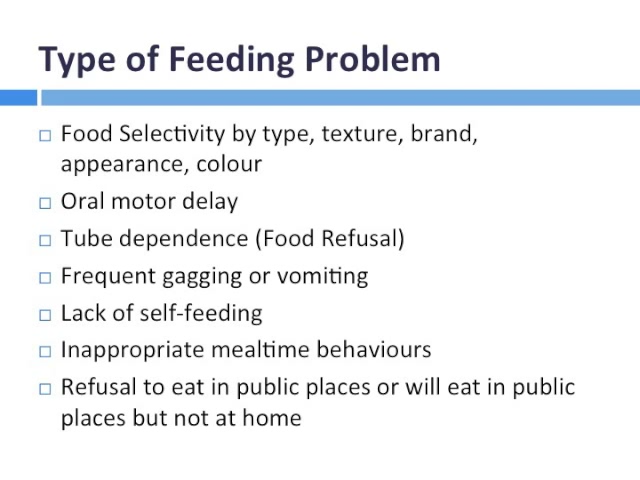 Type of Feeding Problem
Food Selectivity by type, texture, brand,
appearance, colour
Oral motor delay
Tube dependence (Food Refusal)
Frequent gagging or vomiting
Lack of self-feeding
Inappropriate mealtime behaviours
Refusal to eat in public places or will eat in public
places but not at home